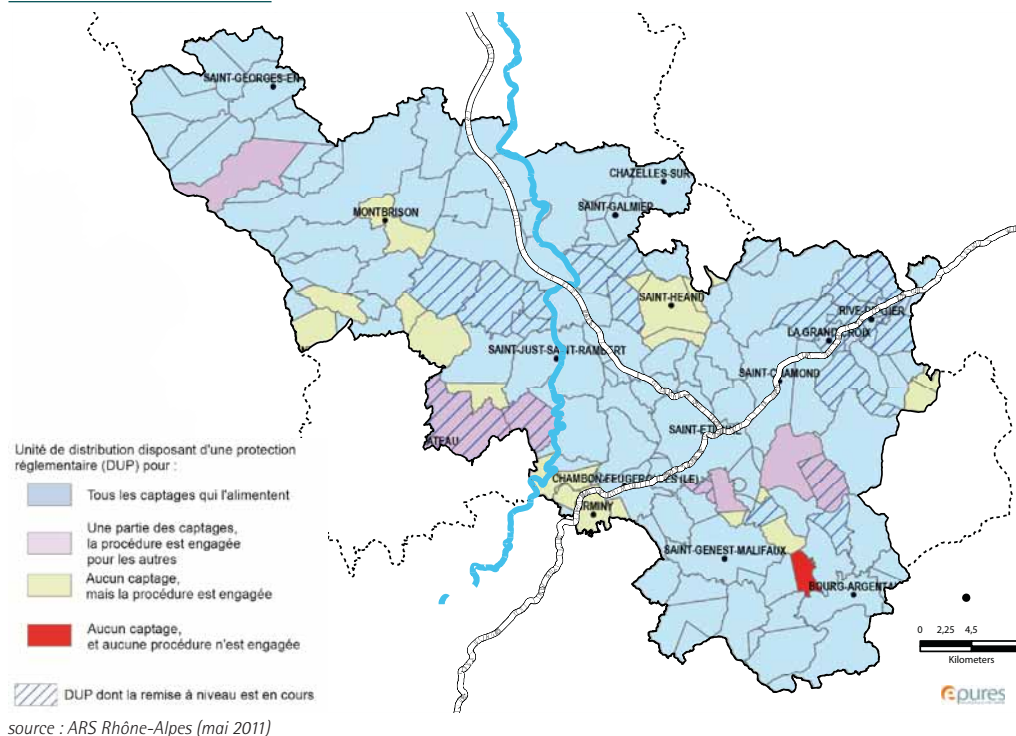 SAINT-GEORGES-EN
CHAZELLES-SUR
SAINT-GALMIER
MONTBRISON
SAINT-HEAND
RIVE-DE-GIER
LA GRAND-CROIX
SAINT-JUST-SAINT-RAMBERT
SAINT-CHAMOND
SAINT-ETIENNE
ATEAU
CHAMBON-FEUGEROLLES (LE)
FIRMINY
SAINT-GENEST-MALIFAUX
BOURG-ARGENTAL
Unité de distribution disposant d'une protection
réglementaire (DUP) pour :
Tous les captages qui l'alimentent
Une partie des captages,
la procédure est engagée
pour les autres
Aucun captage,
mais la procédure est engagée
Aucun captage,
et aucune procédure n'est engagée
DUP dont la remise à niveau est en cours
0 2,25 4,5
Kilometers
epures
source : ARS Rhône-Alpes (mai 2011)